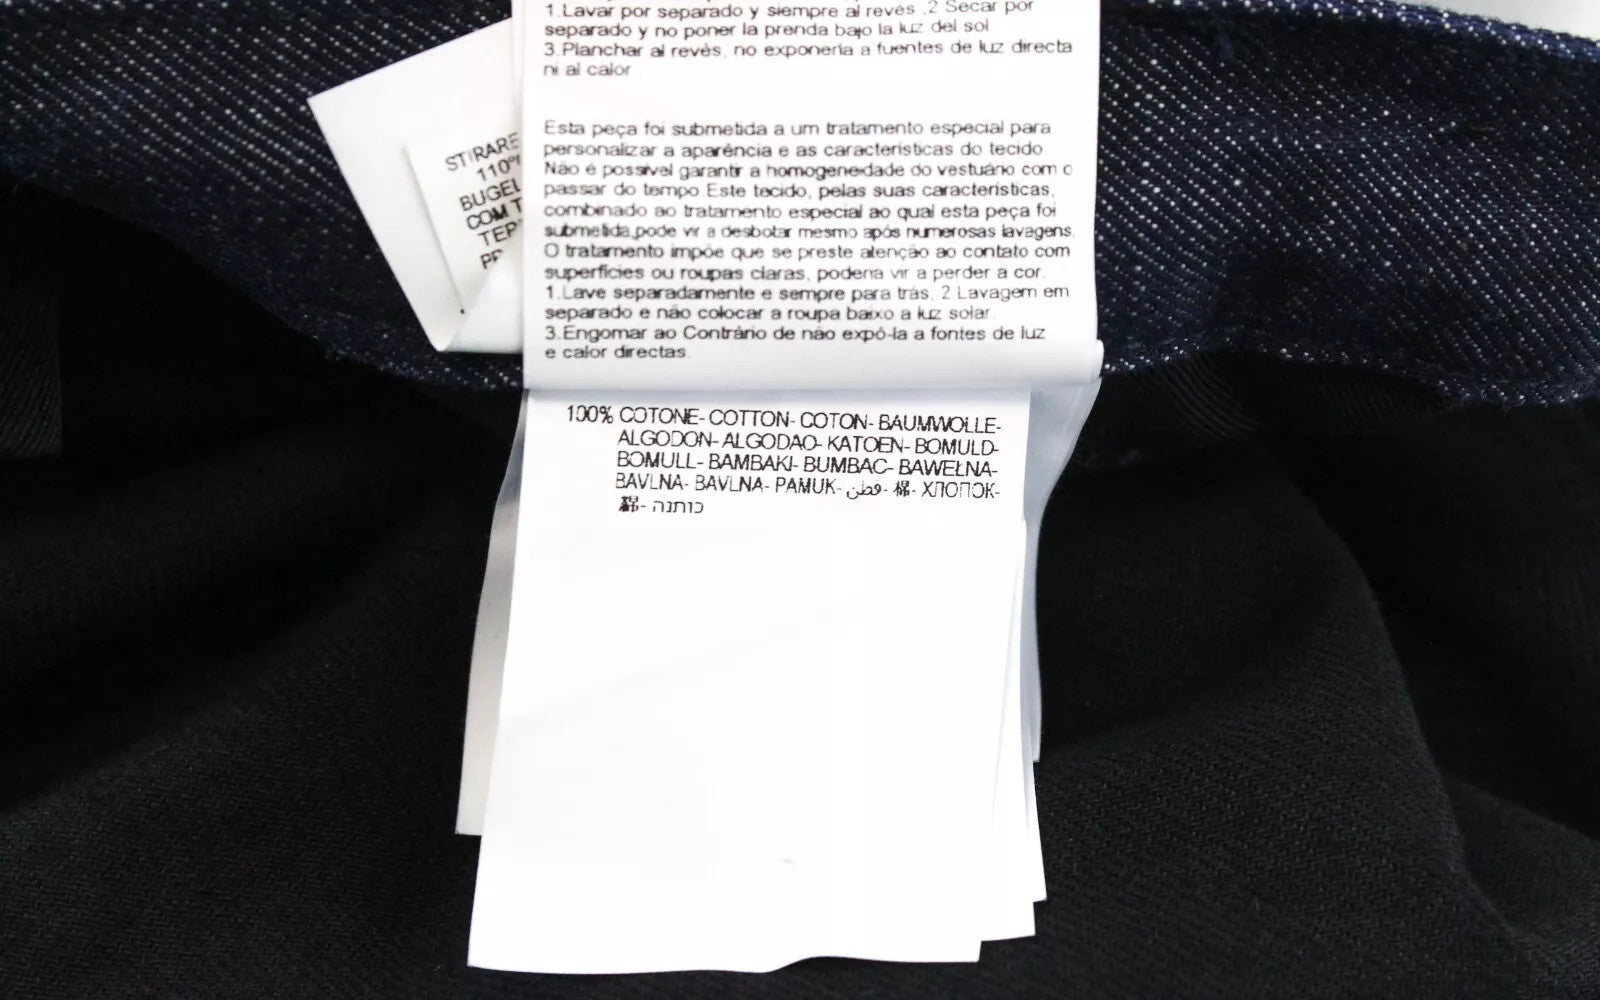 1.Lavar por separado y siempre al revés ,2 Secar por
separado y no poner la prenda bajo la luz del sol
3.Planchar al revés, no exponerla a fuentes de luz directa
ni al calor
Esta peça foi submetida a um tratamento especial para
personalizar a aparência e as características do tecido
Não é possível garantir a homogeneidade do vestuário com o
passar do tempo Este tecido, pelas suas características,
combinado ao tratamento especial ao qual esta peça foi
submetida,pode vir a desbotar mesmo após numerosas lavagens.
O tratamento impõe que se preste atenção ao contato com
superfícies ou roupas claras, poderia vir a perder a cor.
1.Lave separadamente e sempre para trás, 2.Lavagem em
separado e não colocar a roupa baixo a luz solar.
3.Engomar ao Contrário de não expô-la a fontes de luz
e calor directas.
STIRARE
110°
BUGEL
COM T
TER
PR
100% COTONE- COTTON- COTON- BAUMWOLLE-
ALGODON- ALGODAO- KATOEN- BOMULD-
BOMULL- BAMBAKI- BUMBAC- BAWEŁNA-
BAVLNA- BAVLNA- PAMUK- قطن- 棉- ХЛОПОК-
綿- כותנה